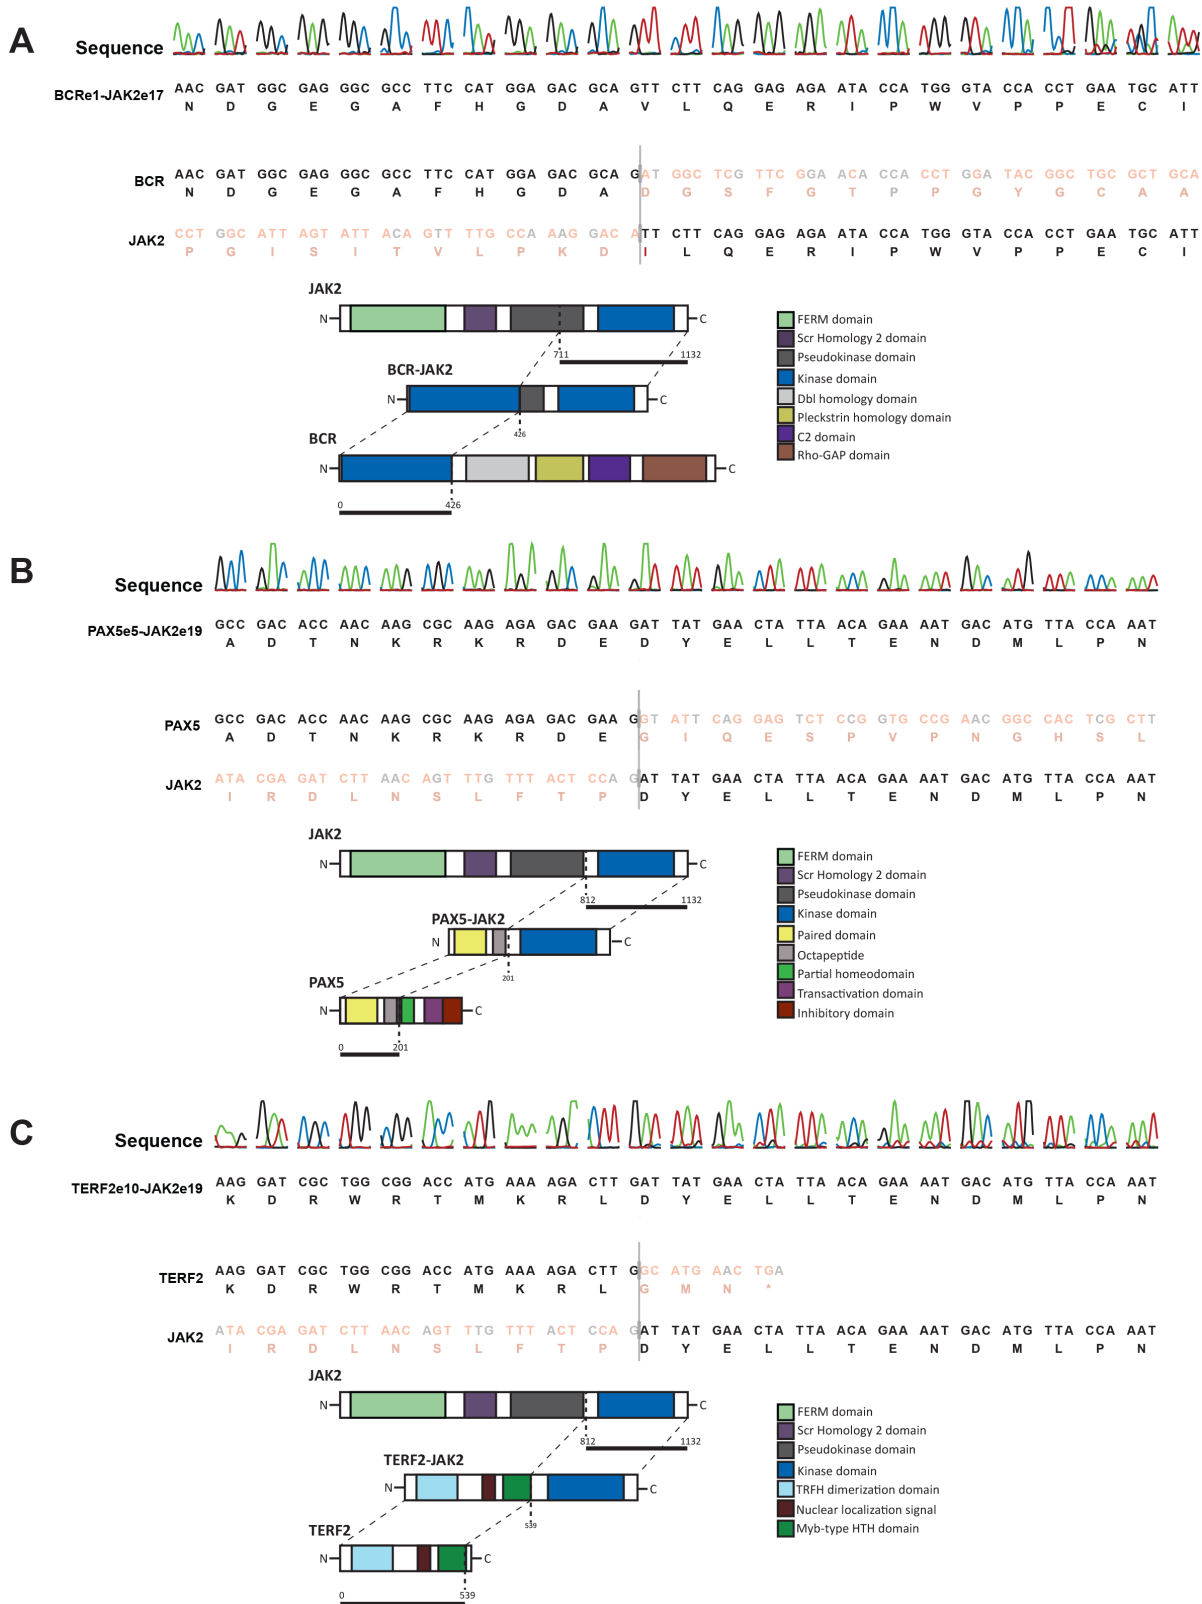 A
Sequence
BCRe1-JAK2e17
AAC GAT GGC GAG GGC GCC TTC CAT GGA GAC GCA GTT CTT CAG GAG AGA ATA CCA TGG GTA CCA CCT GAA TGC ATT
N D G E G A F H G D A V L Q E R I P W V P P E C I
BCR
AAC GAT GGC GAG GGC GCC TTC CAT GGA GAC GCA GAT GGC TCG TTC GGA ACA CCA CCT GGA TAC GGC TGC GCT GCA
N D G E G A F H G D A D G S F G T P P G Y G C A A
JAK2
CCT GGC ATT AGT ATT ACA GTT TTG CCA AAG GAC ATT CTT CAG GAG AGA ATA CCA TGG GTA CCA CCT GAA TGC ATT
P G I S I T V L P K D I L Q E R I P W V P P E C I
JAK2
N C
711 1132
BCR-JAK2
N C
426
BCR
N C
0 426
FERM domain
Scr Homology 2 domain
Pseudokinase domain
Kinase domain
Dbl homology domain
Pleckstrin homology domain
C2 domain
Rho-GAP domain
B
Sequence
PAX5e5-JAK2e19
GCC GAC ACC AAC AAG CGC AAG AGA GAC GAA GAT TAT GAA CTA TTA ACA GAA AAT GAC ATG TTA CCA AAT
A D T N K R K R D E D Y E L L T E N D M L P N
PAX5
GCC GAC ACC AAC AAG CGC AAG AGA GAC GAA GGT ATT CAG GAG TCT CCG GTG CCG AAC GGC CAC TCG CTT
A D T N K R K R D E G I Q E S P V P N G H S L
JAK2
ATA CGA GAT CTT AAC AGT TTG TTT ACT CCA GAT TAT GAA CTA TTA ACA GAA AAT GAC ATG TTA CCA AAT
I R D L N S L F T P D Y E L L T E N D M L P N
JAK2
N C
812 1132
PAX5-JAK2
N C
201
PAX5
N C
0 201
FERM domain
Scr Homology 2 domain
Pseudokinase domain
Kinase domain
Paired domain
Octapeptide
Partial homeodomain
Transactivation domain
Inhibitory domain
C
Sequence
TERF2e10-JAK2e19
AAG GAT CGC TGG CGG ACC ATG AAA AGA CTT GAT TAT GAA CTA TTA ACA GAA AAT GAC ATG TTA CCA AAT
K D R W R T M K R L D Y E L L T E N D M L P N
TERF2
AAG GAT CGC TGG CGG ACC ATG AAA AGA CTT GGC ATG AAC TGA
K D R W R T M K R L G M N *
JAK2
ATA CGA GAT CTT AAC AGT TTG TTT ACT CCA GAT TAT GAA CTA TTA ACA GAA AAT GAC ATG TTA CCA AAT
I R D L N S L F T P D Y E L L T E N D M L P N
JAK2
N C
812 1132
TERF2-JAK2
N C
539
TERF2
N C
0 539
FERM domain
Scr Homology 2 domain
Pseudokinase domain
Kinase domain
TRFH dimerization domain
Nuclear localization signal
Myb-type HTH domain